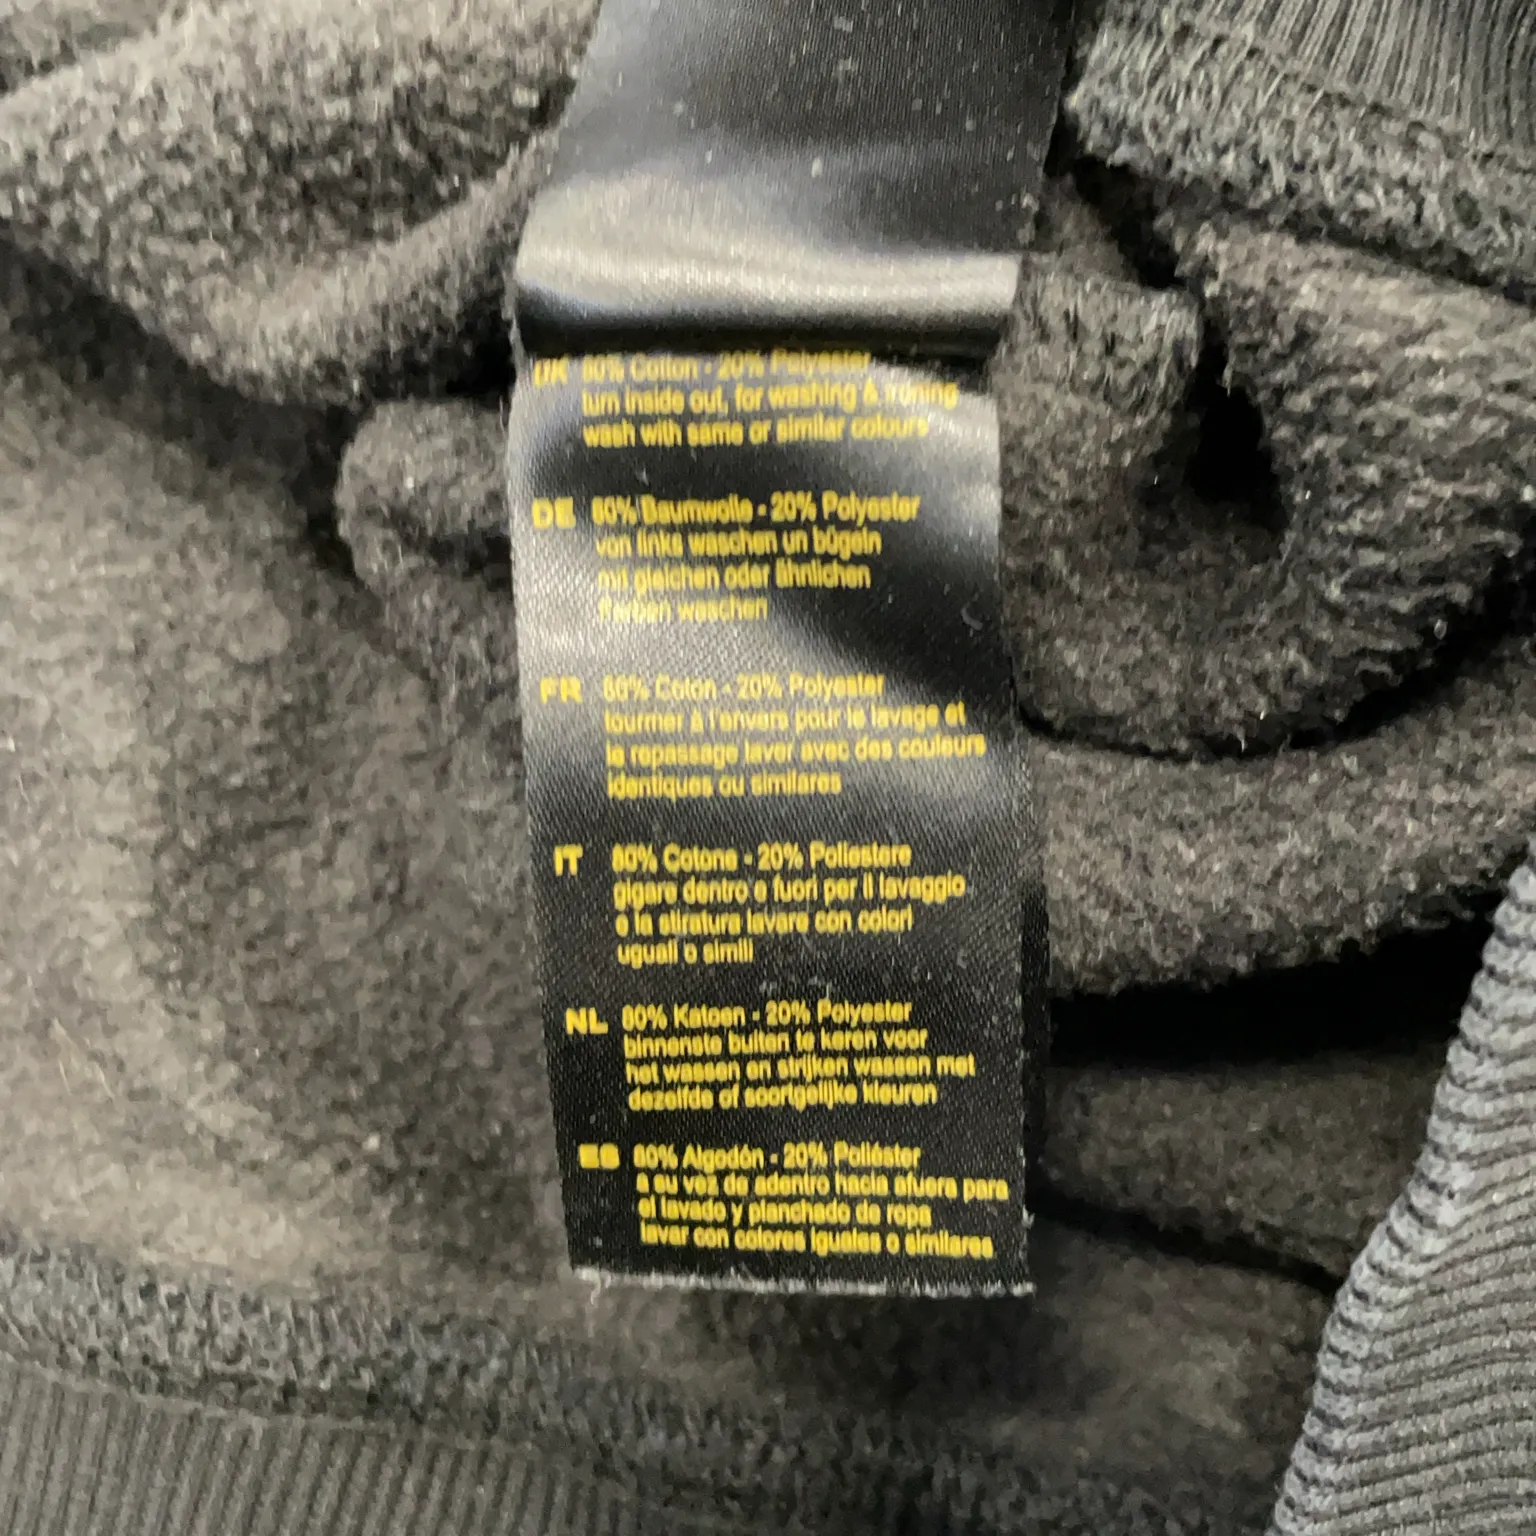 UK 80% Cotton - 20% Polyester
turn inside out, for washing & ironing
wash with same or similar colours
DE 80% Baumwolle - 20% Polyester
von links waschen un bügeln
mit gleichen oder ähnlichen
Farben waschen
FR 80% Coton - 20% Polyester
tourner à l'envers pour le lavage et
le repassage laver avec des couleurs
identiques ou similares
IT 80% Cotone - 20% Poliestere
gigare dentro e fuori per il lavaggio
e la stiratura lavare con colori
uguali o simili
NL 80% Katoen - 20% Polyester
binnenste buiten te keren voor
het wassen en strijken wassen met
dezelfde of soortgelijke kleuren
ES 80% Algodón - 20% Poliéster
a su vez de adentro hacia afuera para
el lavado y planchado de ropa
lavar con colores iguales o similares